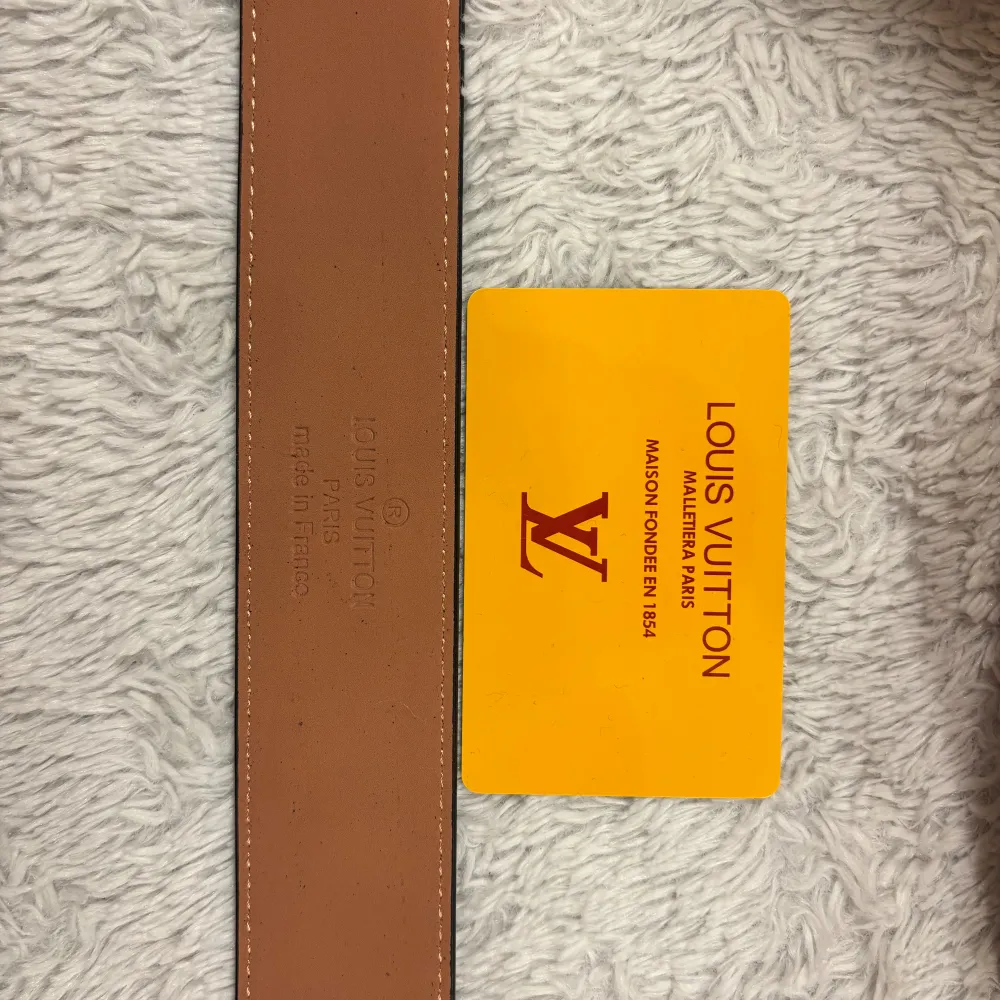 LOUIS VUITTON
®
PARIS
made in France
LOUIS VUITTON
MALLETIERA PARIS
MAISON FONDEE EN 1854
LV